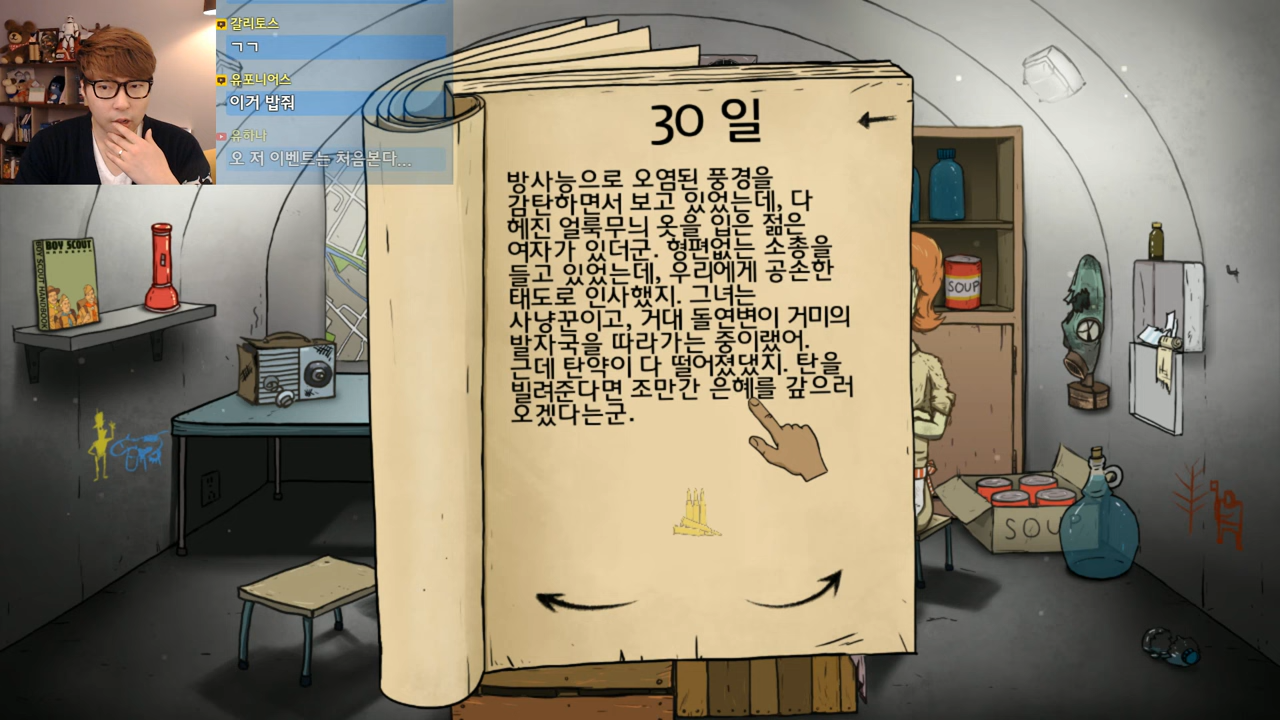 갈리토스
ㄱㄱ
유포니어스
이거 밥줘
유하나
오 저 이벤트는 처음본다...
30 일
방사능으로 오염된 풍경을
감탄하면서 보고 있었는데, 다
헤진 얼룩무늬 옷을 입은 젊은
여자가 있더군. 형편없는 소총을
들고 있었는데, 우리에게 공손한
태도로 인사했지. 그녀는
사냥꾼이고, 거대 돌연변이 거미의
발자국을 따라가는 중이랬어.
근데 탄약이 다 떨어졌댔지. 탄을
빌려준다면 조만간 은혜를 갚으러
오겠다는군.
BOY SCOUT
BOY SCOUT HANDBOOK
SOUP
SOU